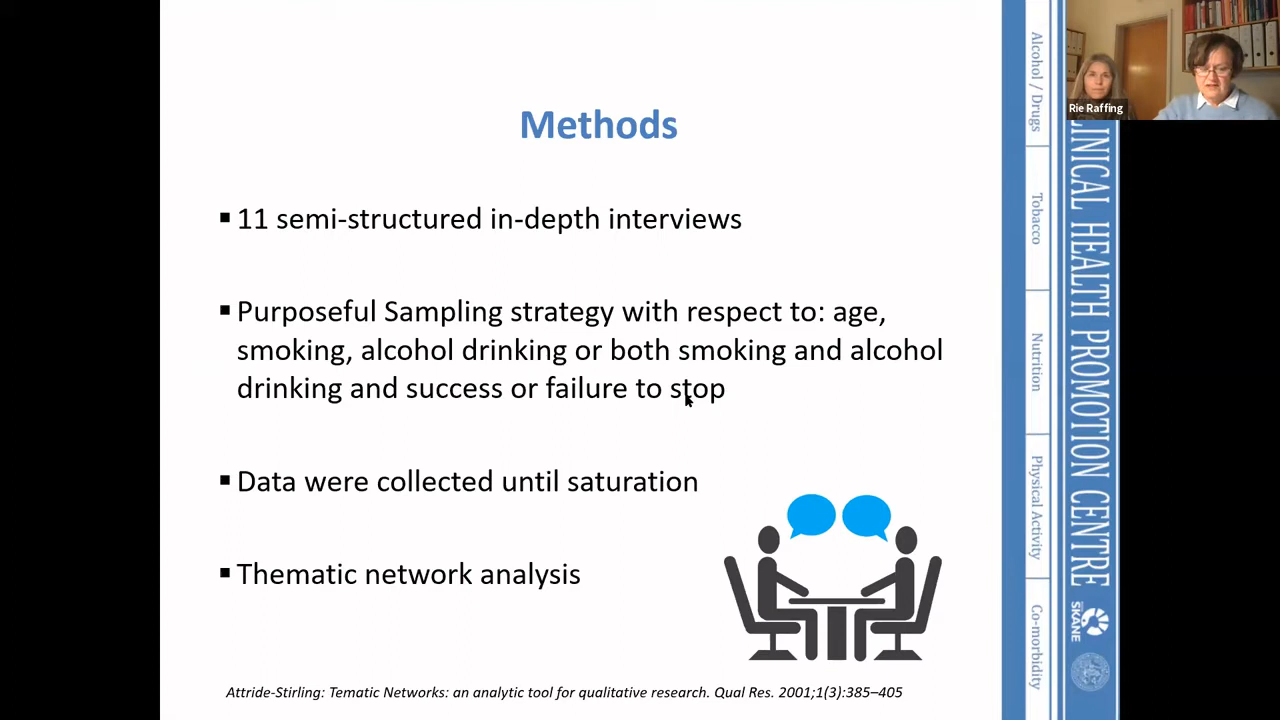 Methods
▪ 11 semi-structured in-depth interviews
▪ Purposeful Sampling strategy with respect to: age,
smoking, alcohol drinking or both smoking and alcohol
drinking and success or failure to stop
▪ Data were collected until saturation
▪ Thematic network analysis
Attride-Stirling: Tematic Networks: an analytic tool for qualitative research. Qual Res. 2001;1(3):385–405
Alcohol / Drugs
Tobacco
Nutrition
Physical Activity
Co-morbidity
LINICAL HEALTH PROMOTION CENTRE
SKÅNE
Rie Raffing